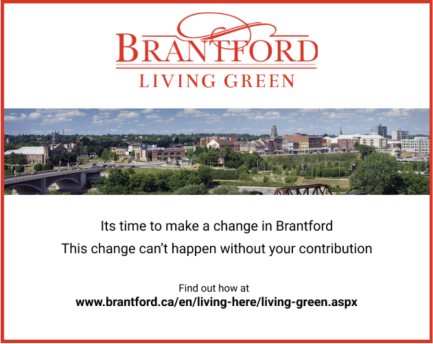 BRANTFORD
LIVING GREEN
Its time to make a change in Brantford
This change can't happen without your contribution
Find out how at
www.brantford.ca/en/living-here/living-green.aspx